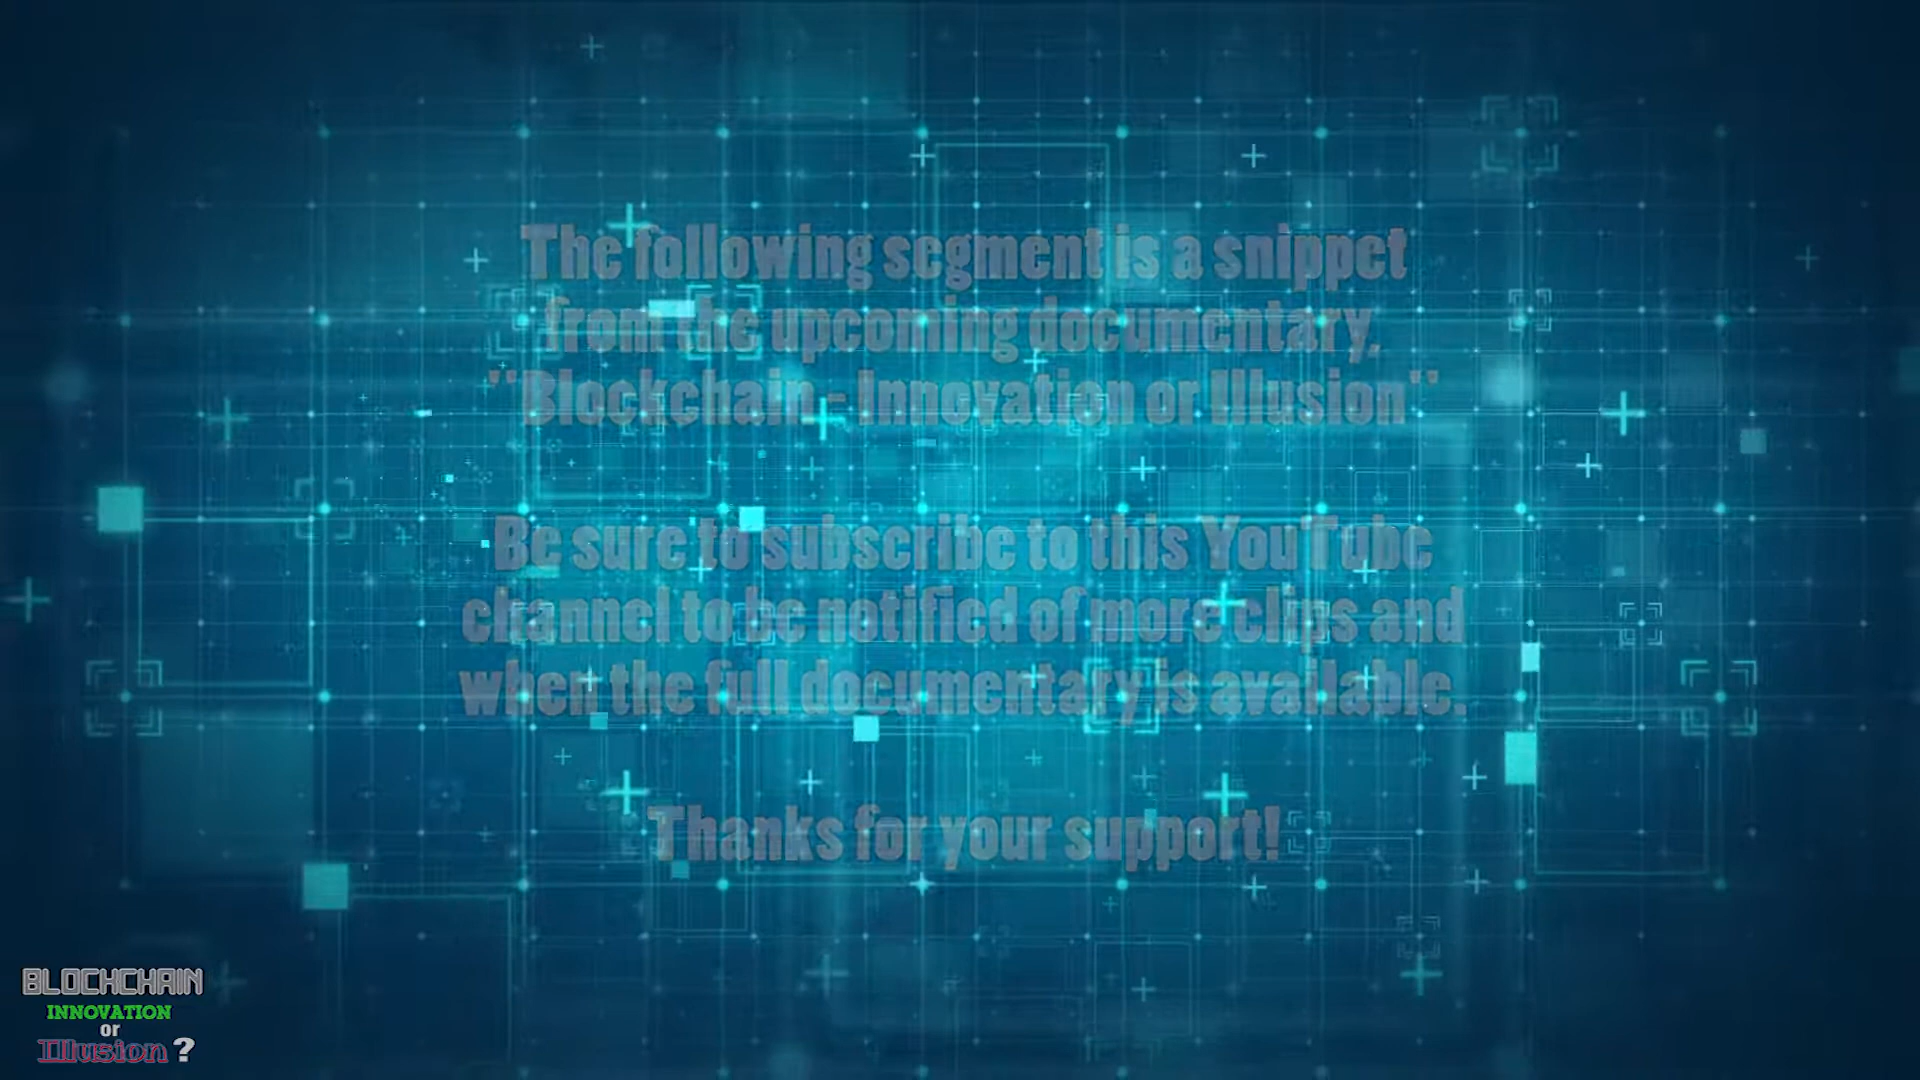 The following segment is a snippet
from the upcoming documentary,
"Blockchain - Innovation or Illusion"
Be sure to subscribe to this YouTube
channel to be notified of more clips and
when the full documentary is available.
Thanks for your support!
BLOCKCHAIN
INNOVATION
or
Illusion?